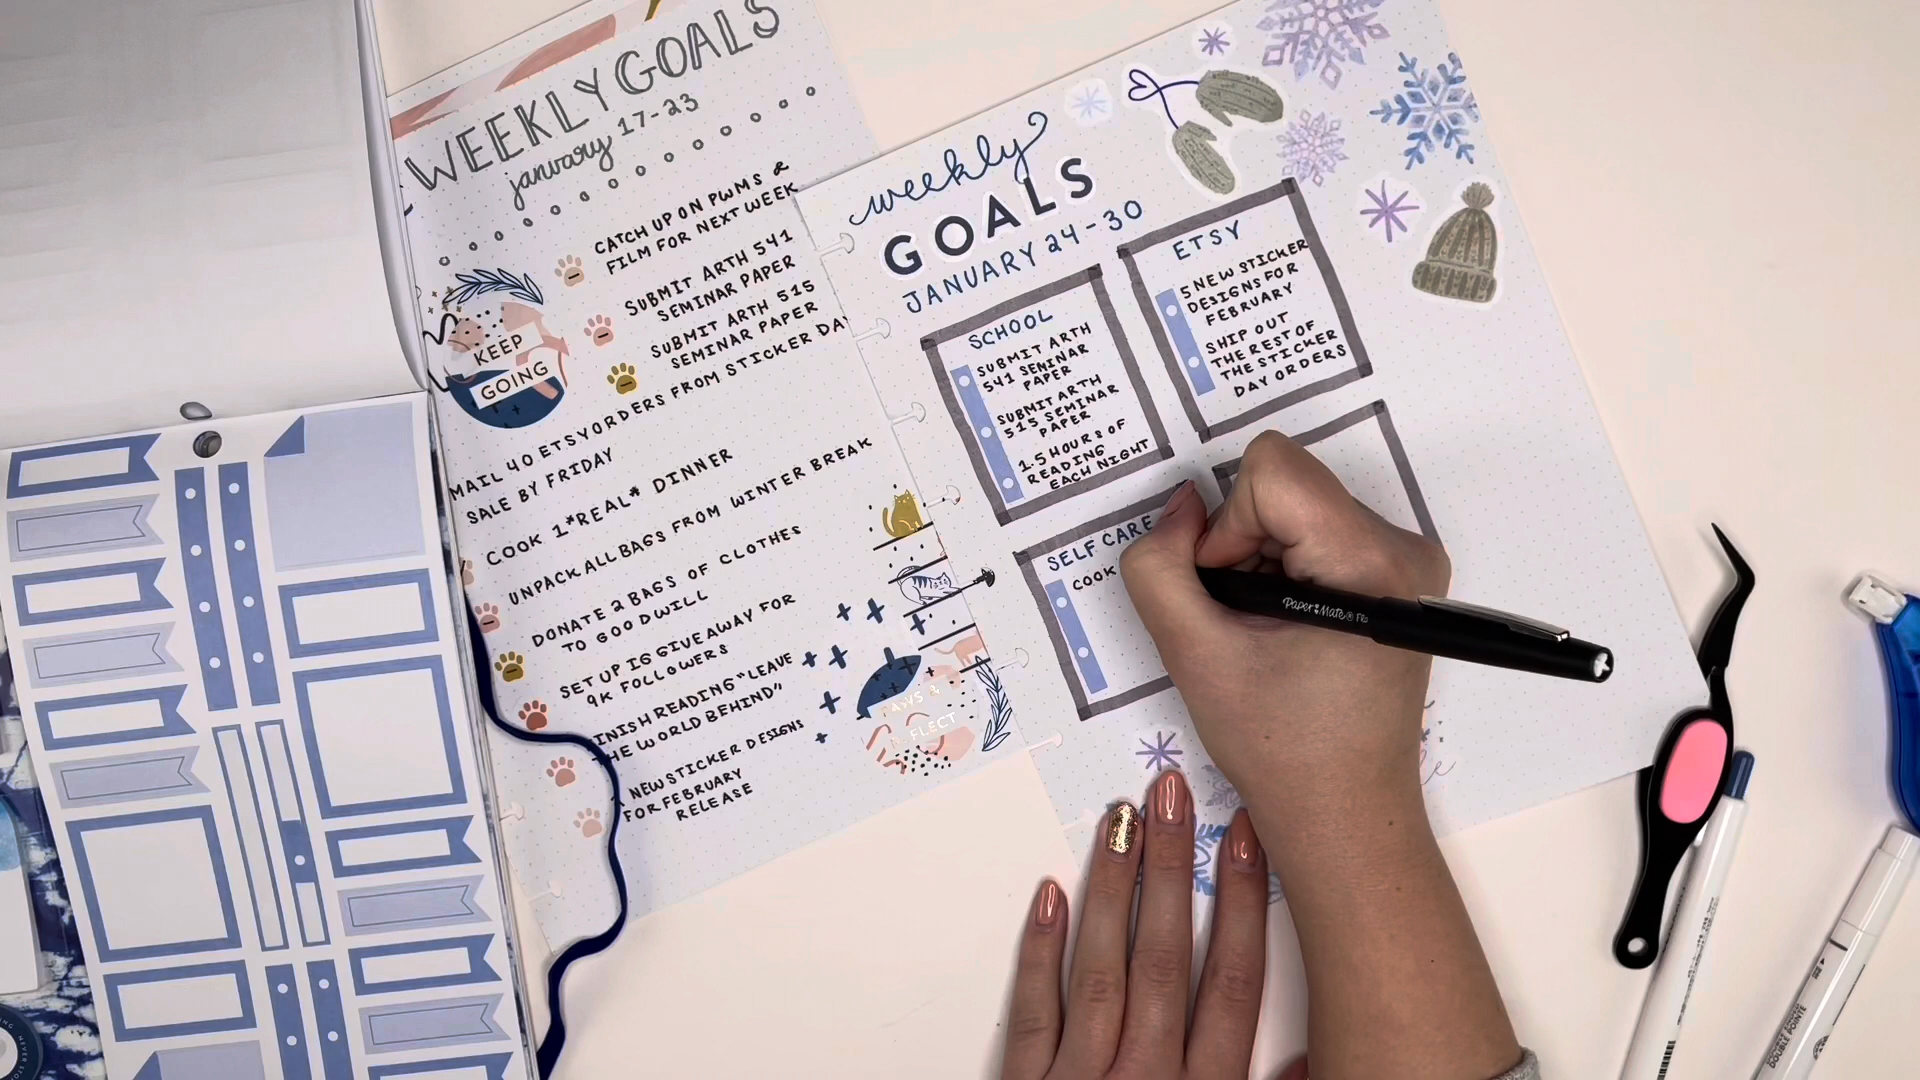 WEEKLY GOALS
january 17-23
CATCH UP ON PWMS &
FILM FOR NEXT WEEK
SUBMIT ARTH 541
SEMINAR PAPER
SUBMIT ARTH 515
SEMINAR PAPER
MAIL 40 ETSY ORDERS FROM STICKER DAY
SALE BY FRIDAY
COOK 1 *REAL* DINNER
UNPACK ALL BAGS FROM WINTER BREAK
DONATE 2 BAGS OF CLOTHES
TO GOODWILL
SET UP IG GIVEAWAY FOR
9K FOLLOWERS
INISH READING "LEAVE
THE WORLD BEHIND"
NEW STICKER DESIGNS
FOR FEBRUARY
RELEASE
KEEP
GOING
PAWS &
FLECT
weekly
GOALS
JANUARY 24-30
SCHOOL
SUBMIT ARTH
541 SEMINAR
PAPER
SUBMIT ARTH
515 SEMINAR
PAPER
1.5 HOURS OF
READING
EACH NIGHT
ETSY
5 NEW STICKER
DESIGNS FOR
FEBRUARY
SHIP OUT
THE REST OF
THE STICKER
DAY ORDERS
SELF CARE
COOK
Paper Mate®
DOUBLE POINTE